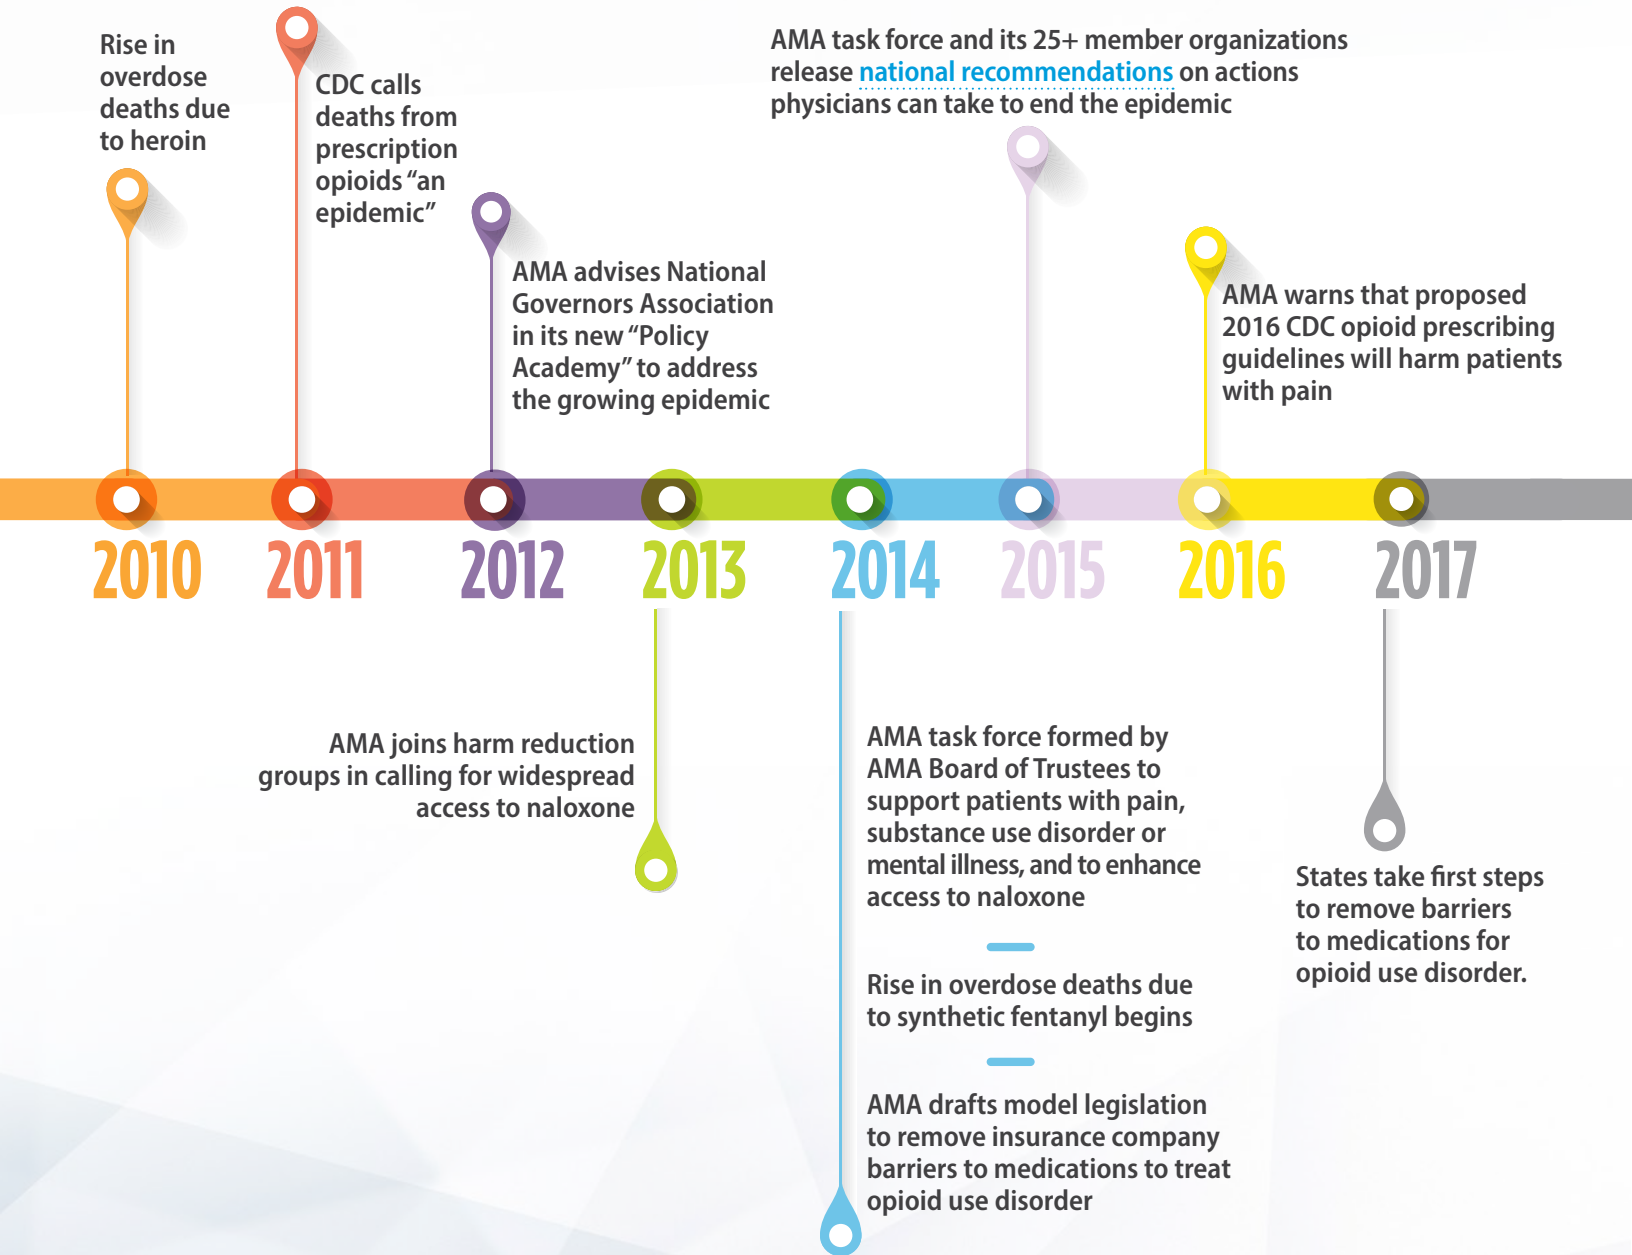 Rise in
overdose
deaths due
to heroin
CDC calls
deaths from
prescription
opioids “an
epidemic”
AMA advises National
Governors Association
in its new “Policy
Academy” to address
the growing epidemic
AMA task force and its 25+ member organizations
release national recommendations on actions
physicians can take to end the epidemic
AMA warns that proposed
2016 CDC opioid prescribing
guidelines will harm patients
with pain
2010
2011
2012
2013
2014
2015
2016
2017
AMA joins harm reduction
groups in calling for widespread
access to naloxone
AMA task force formed by
AMA Board of Trustees to
support patients with pain,
substance use disorder or
mental illness, and to enhance
access to naloxone
Rise in overdose deaths due
to synthetic fentanyl begins
AMA drafts model legislation
to remove insurance company
barriers to medications to treat
opioid use disorder
States take first steps
to remove barriers
to medications for
opioid use disorder.